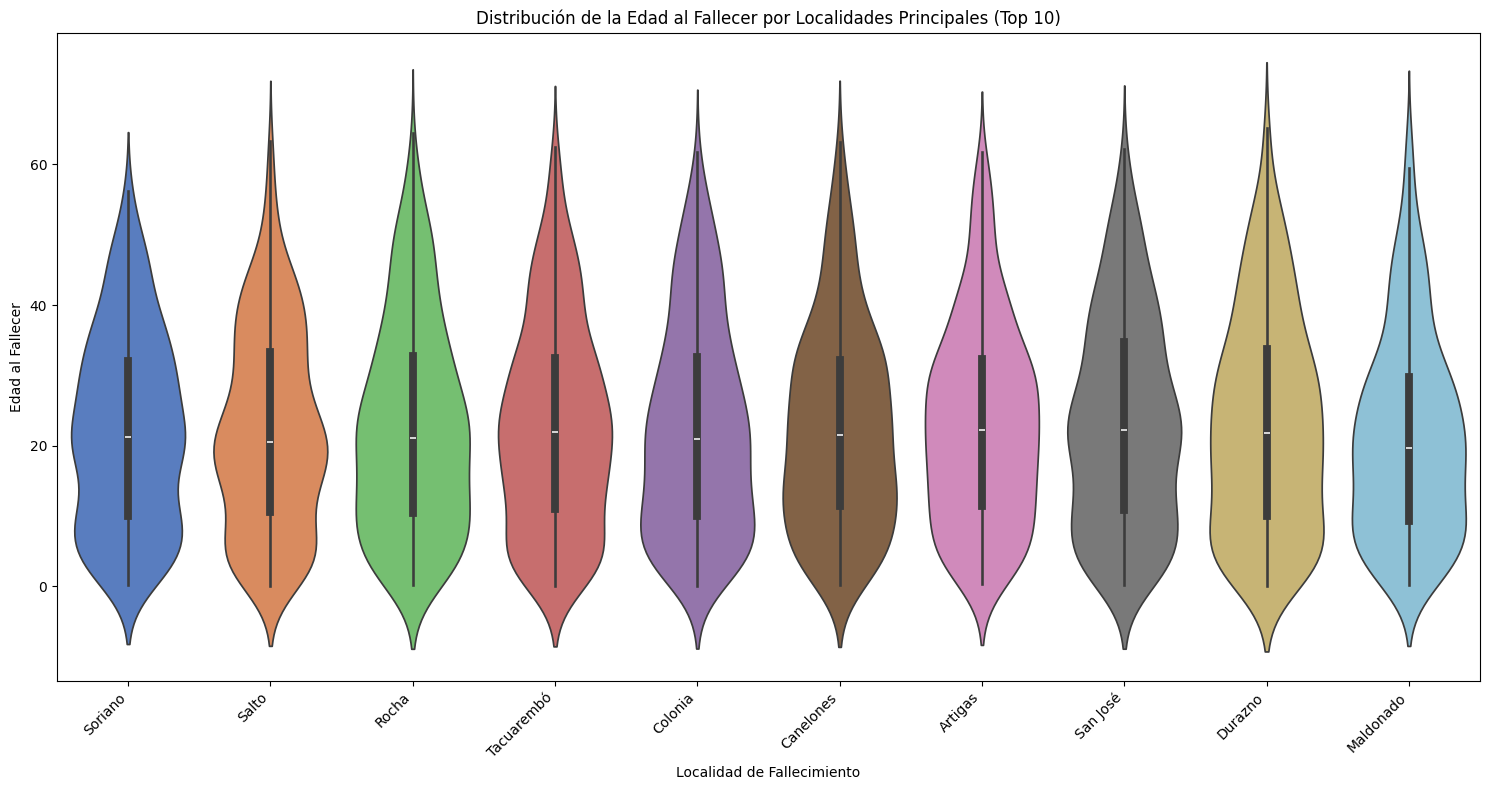 Distribución de la Edad al Fallecer por Localidades Principales (Top 10)
Edad al Fallecer
60
40
20
0
Soriano
Salto
Rocha
Tacuarembó
Colonia
Canelones
Artigas
San José
Durazno
Maldonado
Localidad de Fallecimiento